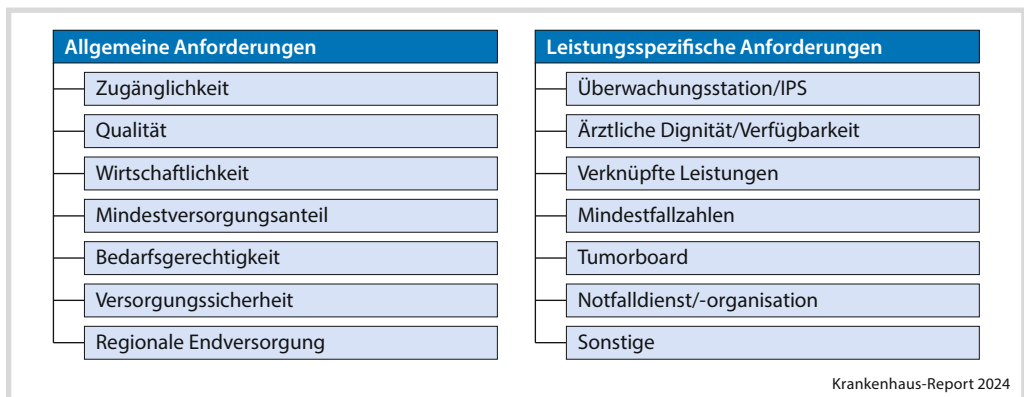 Allgemeine Anforderungen
Zugänglichkeit
Qualität
Wirtschaftlichkeit
Mindestversorgungsanteil
Bedarfsgerechtigkeit
Versorgungssicherheit
Regionale Endversorgung
Leistungsspezifische Anforderungen
Überwachungsstation/IPS
Ärztliche Dignität/Verfügbarkeit
Verknüpfte Leistungen
Mindestfallzahlen
Tumorboard
Notfalldienst/-organisation
Sonstige
Krankenhaus-Report 2024